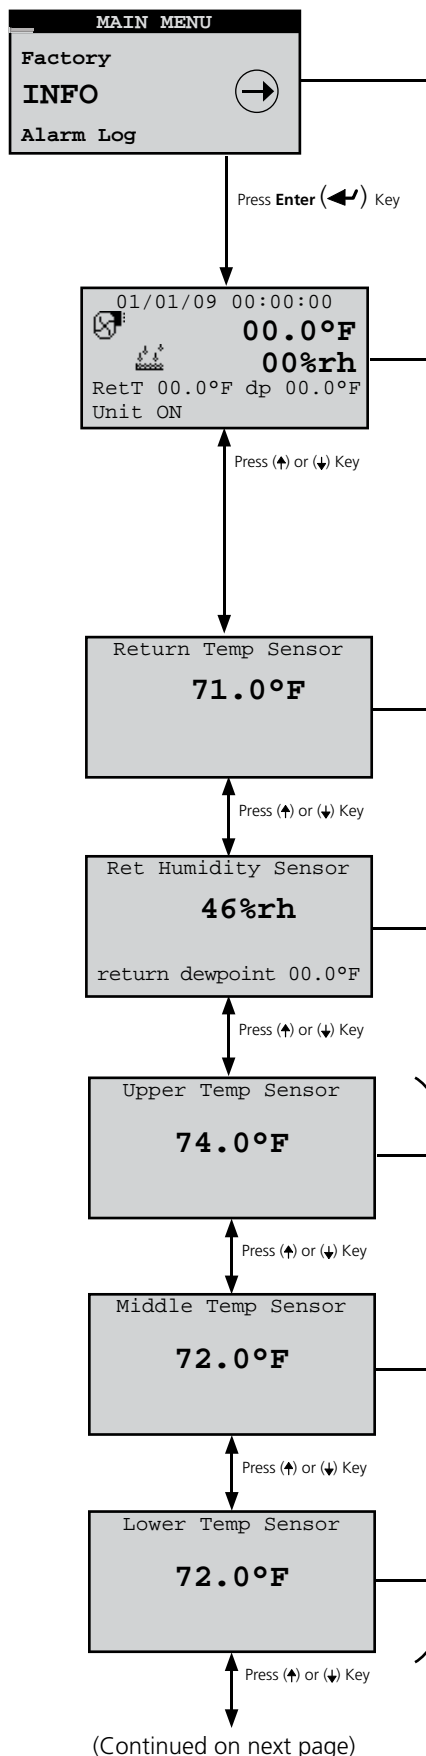 MAIN MENU
Factory
INFO
Alarm Log
Press Enter (↵) Key
01/01/09 00:00:00
00.0°F
00%rh
RetT 00.0°F dp 00.0°F
Unit ON
Press (↑) or (↓) Key
Return Temp Sensor
71.0°F
Press (↑) or (↓) Key
Ret Humidity Sensor
46%rh
return dewpoint 00.0°F
Press (↑) or (↓) Key
Upper Temp Sensor
74.0°F
Press (↑) or (↓) Key
Middle Temp Sensor
72.0°F
Press (↑) or (↓) Key
Lower Temp Sensor
72.0°F
Press (↑) or (↓) Key
(Continued on next page)